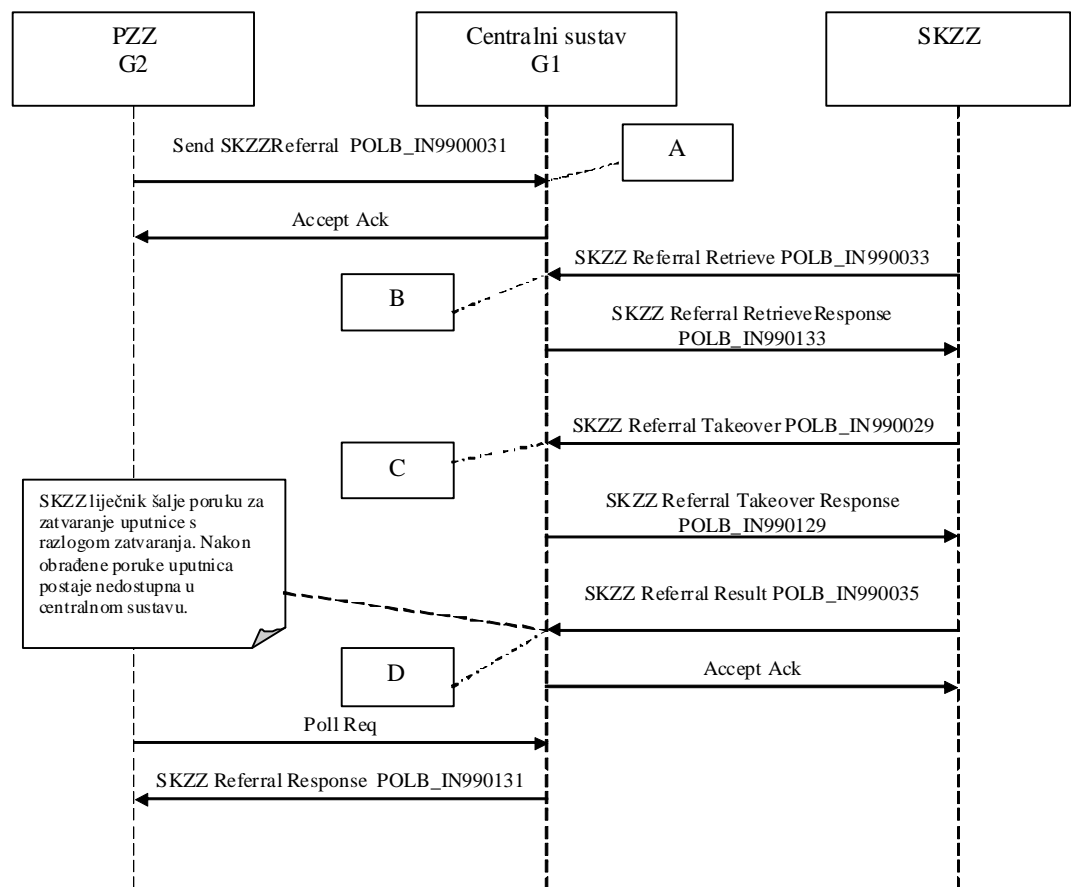 PZZ
G2
Centralni sustav
G1
SKZZ
Send SKZZReferral POLB_IN9900031
A
Accept Ack
SKZZ Referral Retrieve POLB_IN990033
B
SKZZ Referral RetrieveResponse
POLB_IN990133
SKZZ Referral Takeover POLB_IN990029
C
SKZZ liječnik šalje poruku za
zatvaranje uputnice s
razlogom zatvaranja. Nakon
obrađene poruke uputnica
postaje nedostupna u
centralnom sustavu.
SKZZ Referral Takeover Response
POLB_IN990129
SKZZ Referral Result POLB_IN990035
D
Accept Ack
Poll Req
SKZZ Referral Response POLB_IN990131